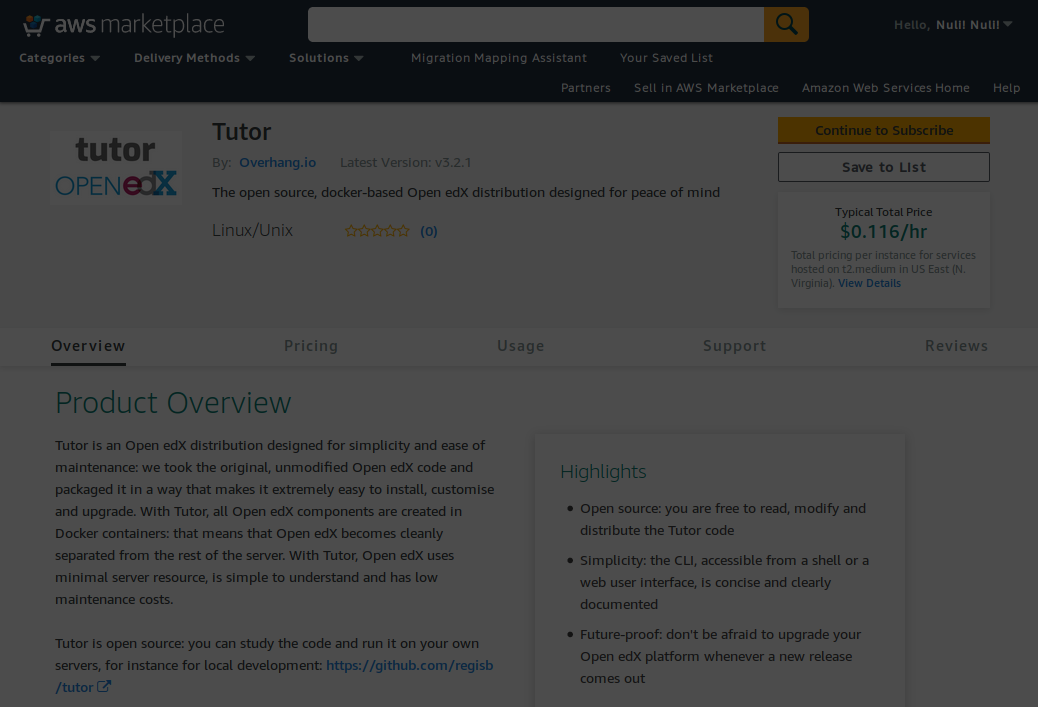 aws marketplace
Hello, Null! Null!
Categories Delivery Methods Solutions Migration Mapping Assistant Your Saved List
Partners Sell in AWS Marketplace Amazon Web Services Home Help
tutor
OPEN edX
Tutor
By: Overhang.io Latest Version: v3.2.1
The open source, docker-based Open edX distribution designed for peace of mind
Linux/Unix (0)
Continue to Subscribe
Save to List
Typical Total Price
$0.116/hr
Total pricing per instance for services
hosted on t2.medium in US East (N.
Virginia). View Details
Overview Pricing Usage Support Reviews
Product Overview
Tutor is an Open edX distribution designed for simplicity and ease of
maintenance: we took the original, unmodified Open edX code and
packaged it in a way that makes it extremely easy to install, customise
and upgrade. With Tutor, all Open edX components are created in
Docker containers: that means that Open edX becomes cleanly
separated from the rest of the server. With Tutor, Open edX uses
minimal server resource, is simple to understand and has low
maintenance costs.
Tutor is open source: you can study the code and run it on your own
servers, for instance for local development: https://github.com/regisb
/tutor
Highlights
• Open source: you are free to read, modify and
distribute the Tutor code
• Simplicity: the CLI, accessible from a shell or a
web user interface, is concise and clearly
documented
• Future-proof: don't be afraid to upgrade your
Open edX platform whenever a new release
comes out